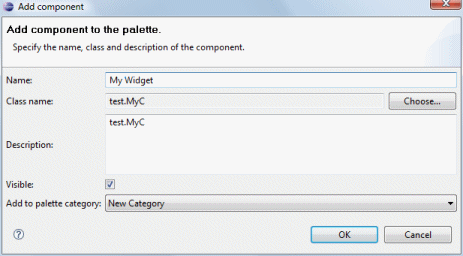 Add component
Add component to the palette.
Specify the name, class and description of the component.
Name: My Widget
Class name: test.MyC Choose...
test.MyC
Description:
Visible:
Add to palette category: New Category
? OK Cancel